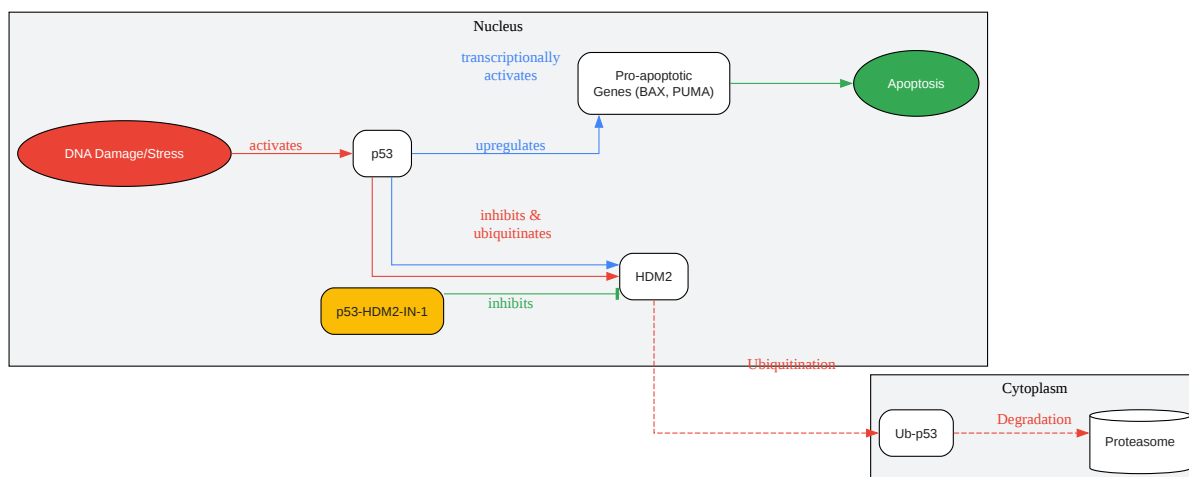 Nucleus
transcriptionally
activates
Pro-apoptotic
Genes (BAX, PUMA)
Apoptosis
DNA Damage/Stress
activates
p53
upregulates
inhibits &
ubiquitinates
HDM2
p53-HDM2-IN-1
inhibits
Ubiquitination
Cytoplasm
Ub-p53
Degradation
Proteasome